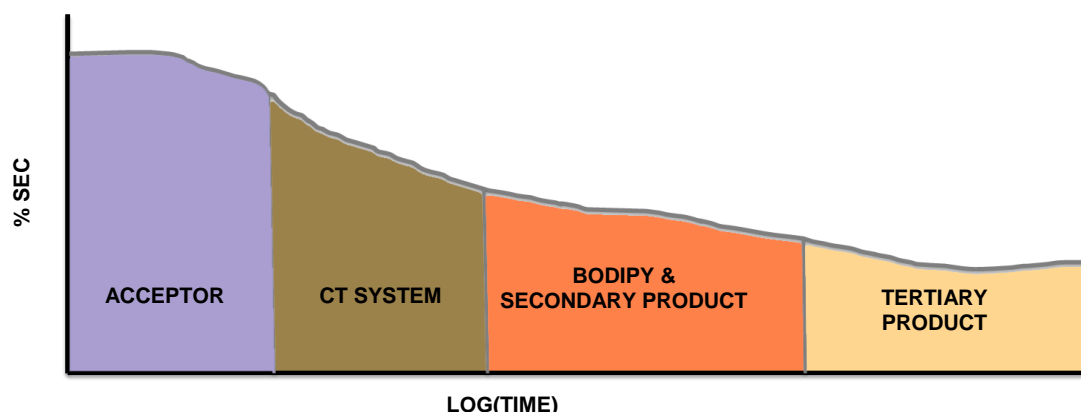 % SEC
ACCEPTOR
CT SYSTEM
BODIPY &
SECONDARY PRODUCT
TERTIARY
PRODUCT
LOG(TIME)